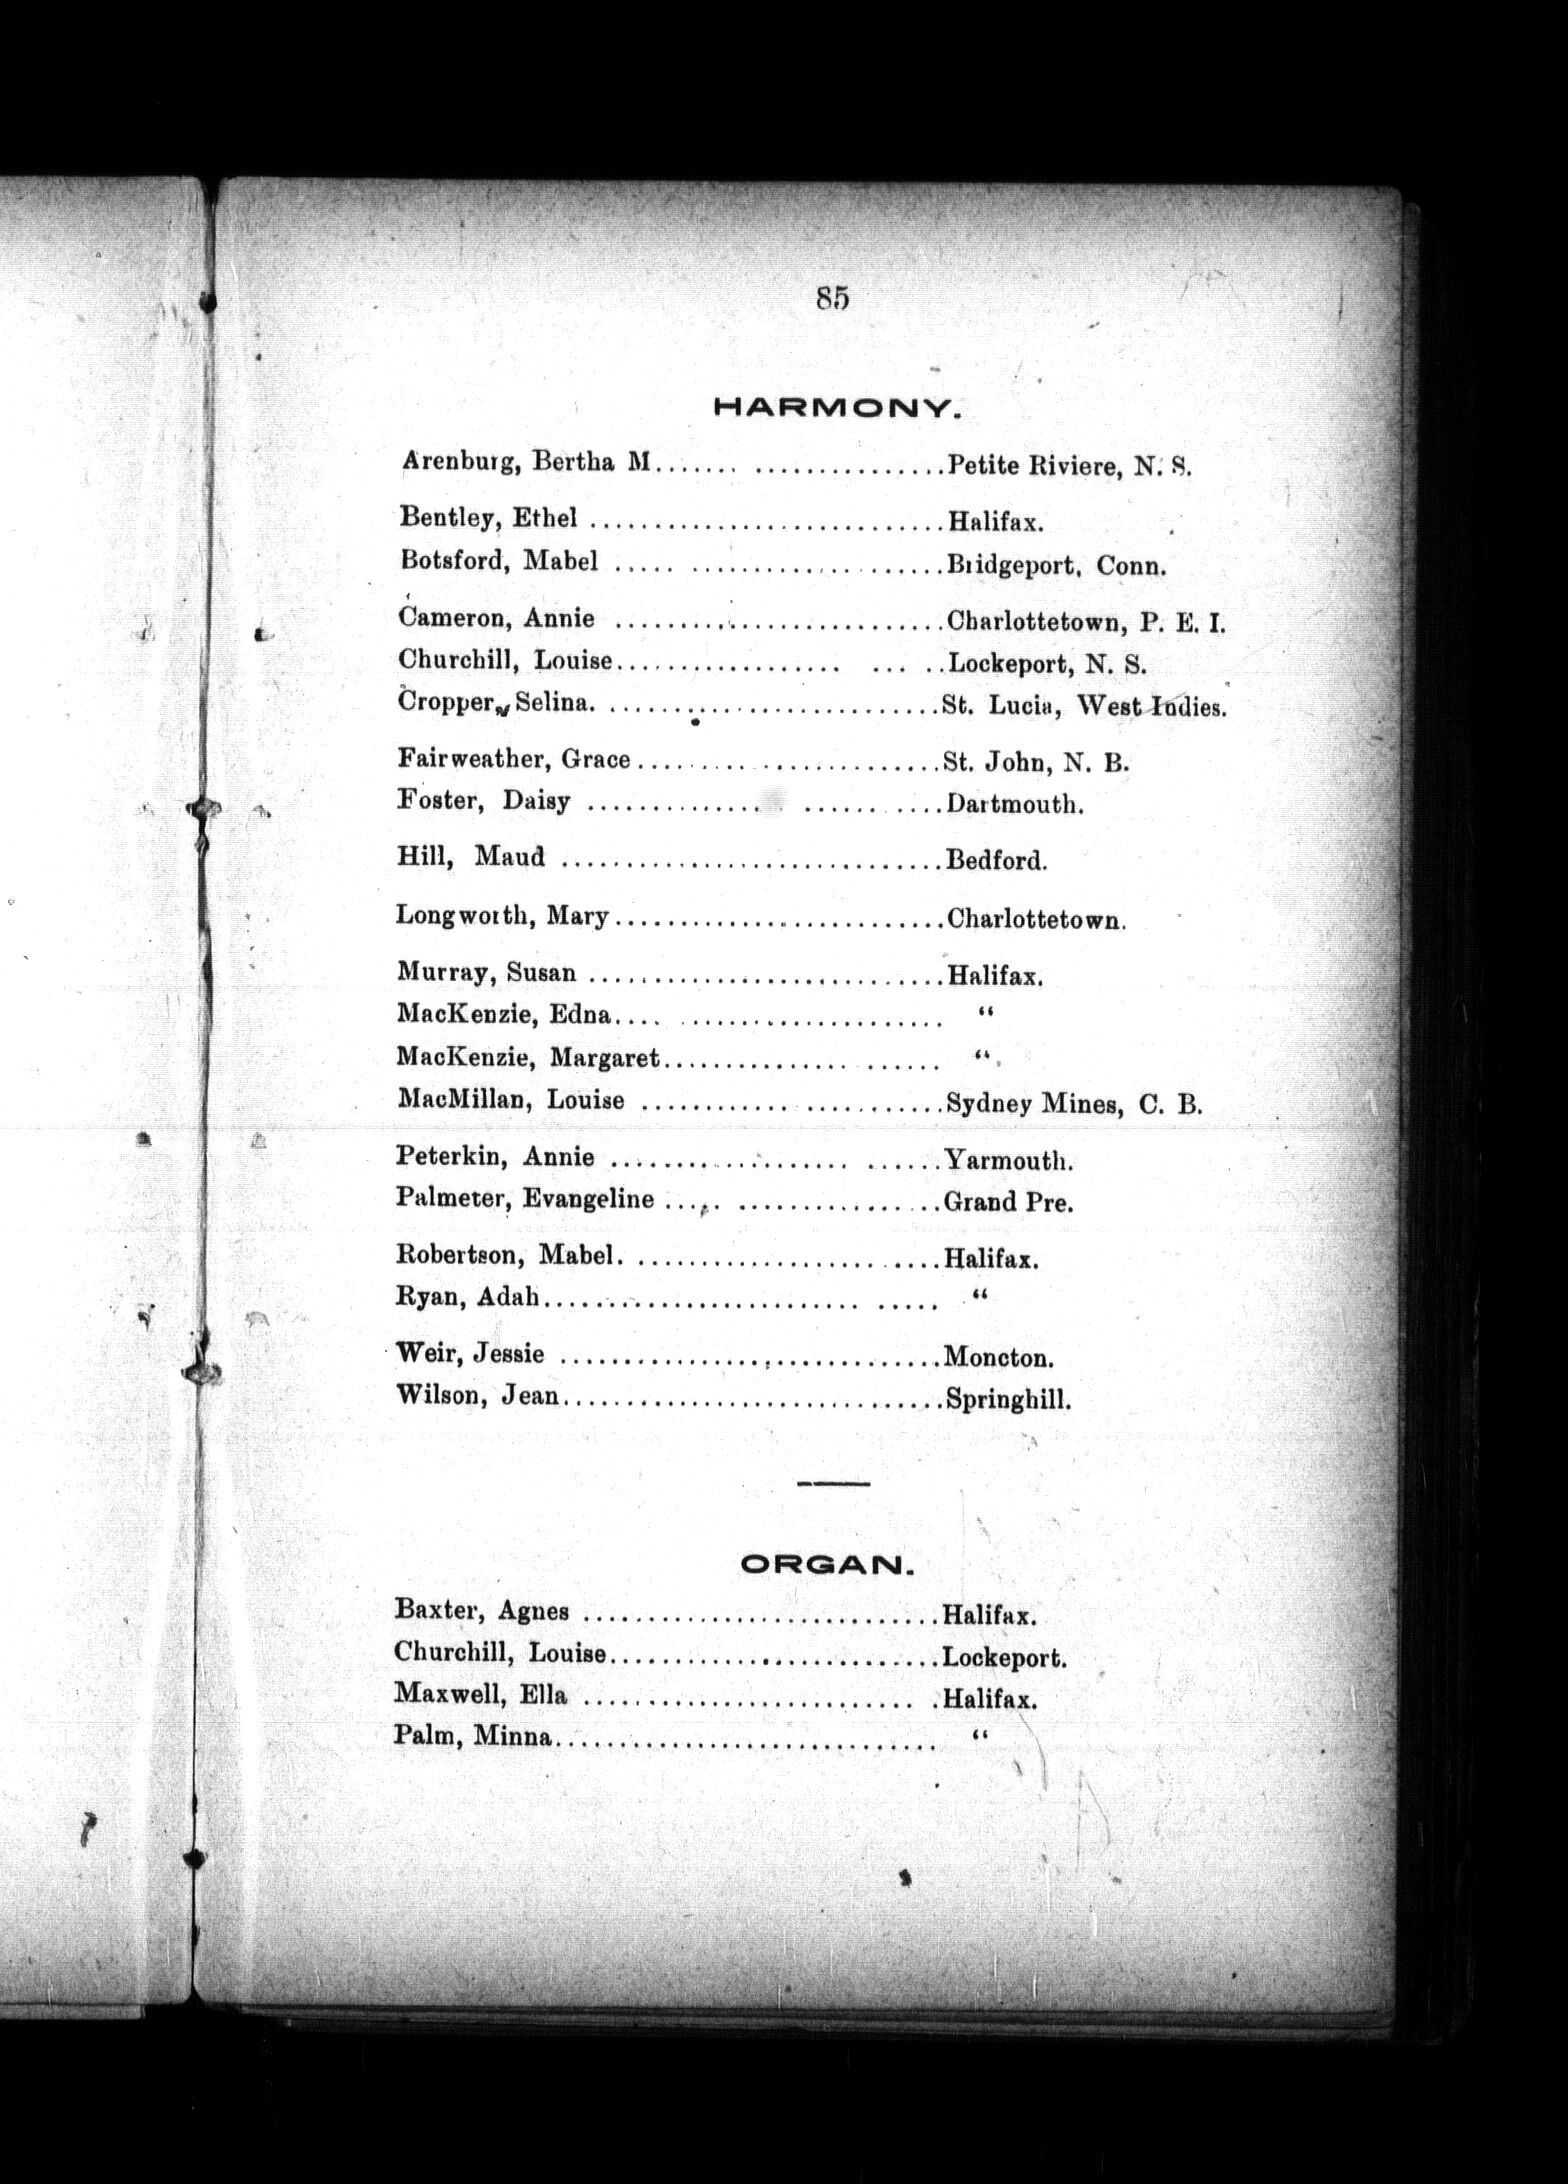 85
HARMONY.
Arenburg, Bertha M....... ...............Petite Riviere, N. S.
Bentley, Ethel ............................Halifax.
Botsford, Mabel ..... ....................Bridgeport, Conn.
Cameron, Annie ..........................Charlottetown, P. E. I.
Churchill, Louise.................. ... ..Lockeport, N. S.
Cropper, Selina. ..........................St. Lucia, West Indies.
Fairweather, Grace........................St. John, N. B.
Foster, Daisy .............. ...... ....Dartmouth.
Hill, Maud ..............................Bedford.
Longworth, Mary..........................Charlottetown.
Murray, Susan ............................Halifax.
MacKenzie, Edna.... ..................... “
MacKenzie, Margaret............... ...... “
MacMillan, Louise ............ ...........Sydney Mines, C. B.
Peterkin, Annie ................... ......Yarmouth.
Palmeter, Evangeline ..... ................Grand Pre.
Robertson, Mabel. ................... ....Halifax.
Ryan, Adah......................... ..... “
Weir, Jessie ..............................Moncton.
Wilson, Jean..............................Springhill.
ORGAN.
Baxter, Agnes ............................Halifax.
Churchill, Louise..........................Lockeport.
Maxwell, Ella .......................... .Halifax.
Palm, Minna.............................. “